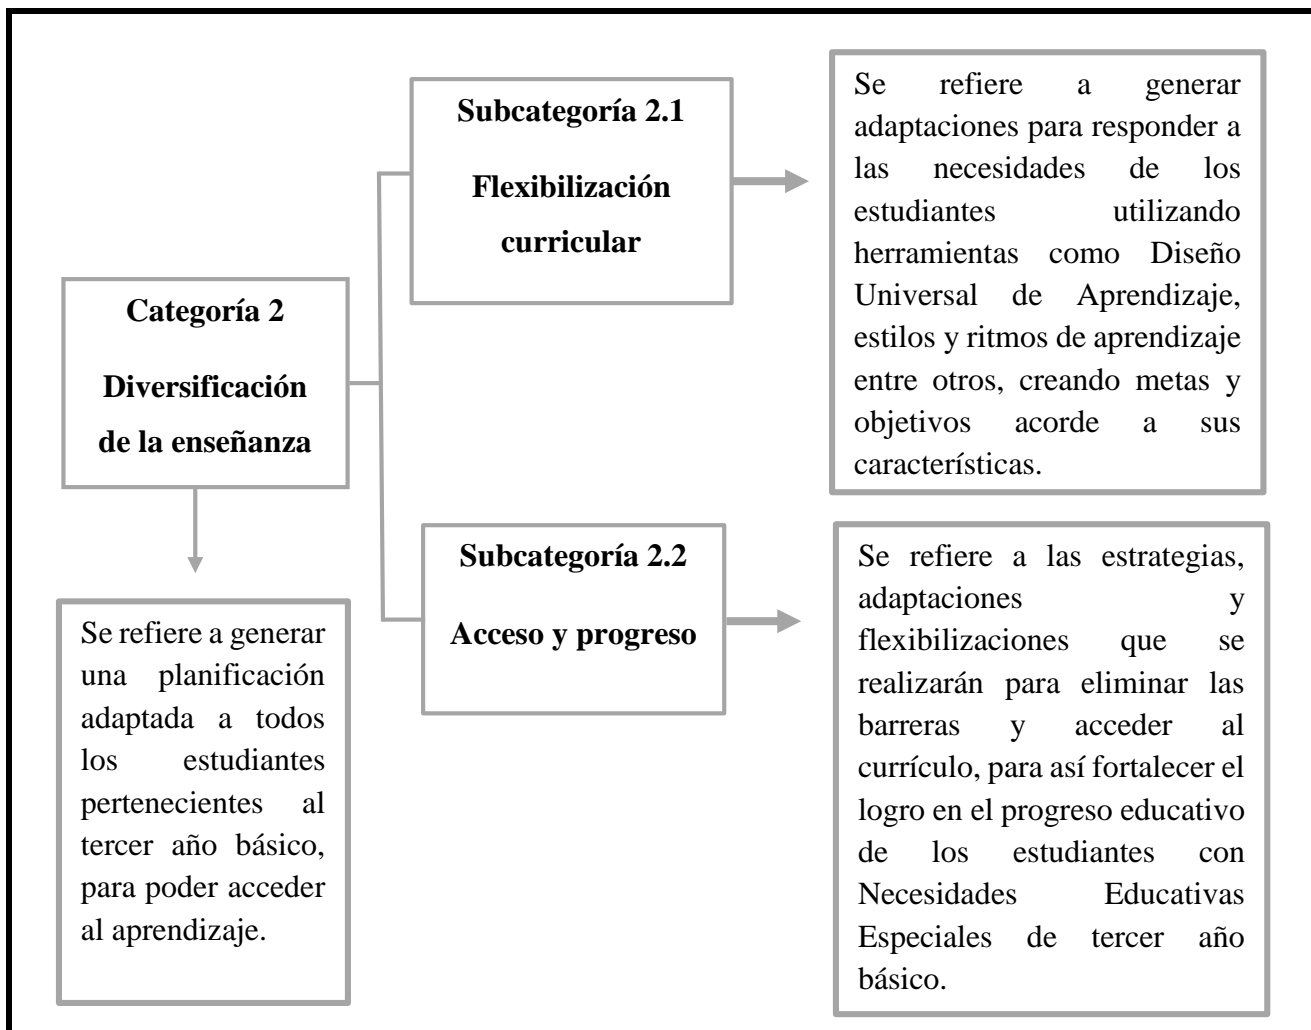 Categoría 2
Diversificación
de la enseñanza
Se refiere a generar
una planificación
adaptada a todos
los estudiantes
pertenecientes al
tercer año básico,
para poder acceder
al aprendizaje.
Subcategoría 2.1
Flexibilización
curricular
Se refiere a generar
adaptaciones para responder a
las necesidades de los
estudiantes utilizando
herramientas como Diseño
Universal de Aprendizaje,
estilos y ritmos de aprendizaje
entre otros, creando metas y
objetivos acorde a sus
características.
Subcategoría 2.2
Acceso y progreso
Se refiere a las estrategias,
adaptaciones y
flexibilizaciones que se
realizarán para eliminar las
barreras y acceder al
currículo, para así fortalecer el
logro en el progreso educativo
de los estudiantes con
Necesidades Educativas
Especiales de tercer año
básico.